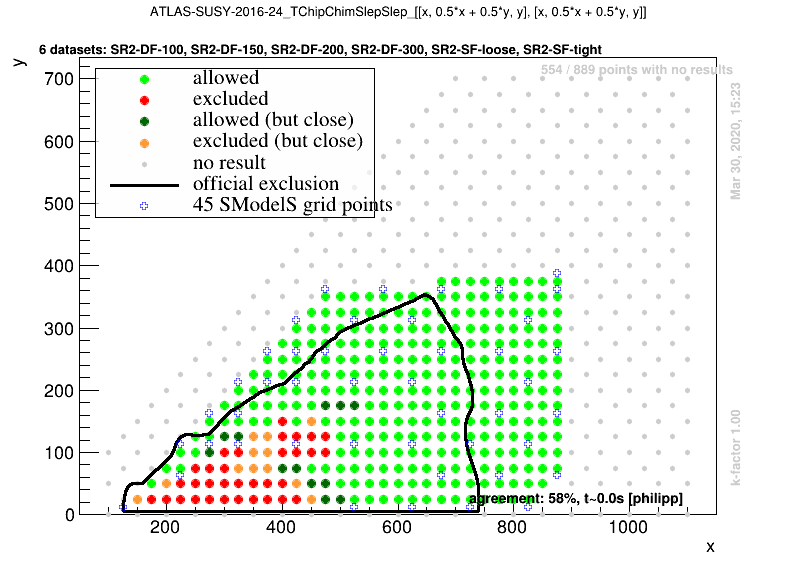 ATLAS-SUSY-2016-24_TChipChimSlepSlep_[[x, 0.5*x + 0.5*y, y], [x, 0.5*x + 0.5*y, y]]
6 datasets: SR2-DF-100, SR2-DF-150, SR2-DF-200, SR2-DF-300, SR2-SF-loose, SR2-SF-tight
554 / 889 points with no results
y
allowed
excluded
allowed (but close)
excluded (but close)
no result
official exclusion
45 SModelS grid points
Mar 30, 2020, 15:23
k-factor 1.00
700
600
500
400
300
200
100
0
agreement: 58%, t~0.0s [philipp]
200
400
600
800
1000
x